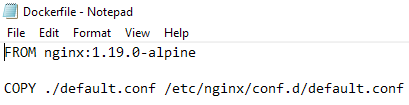 Dockerfile - Notepad
File Edit Format View Help
FROM nginx:1.19.0-alpine
COPY ./default.conf /etc/nginx/conf.d/default.conf